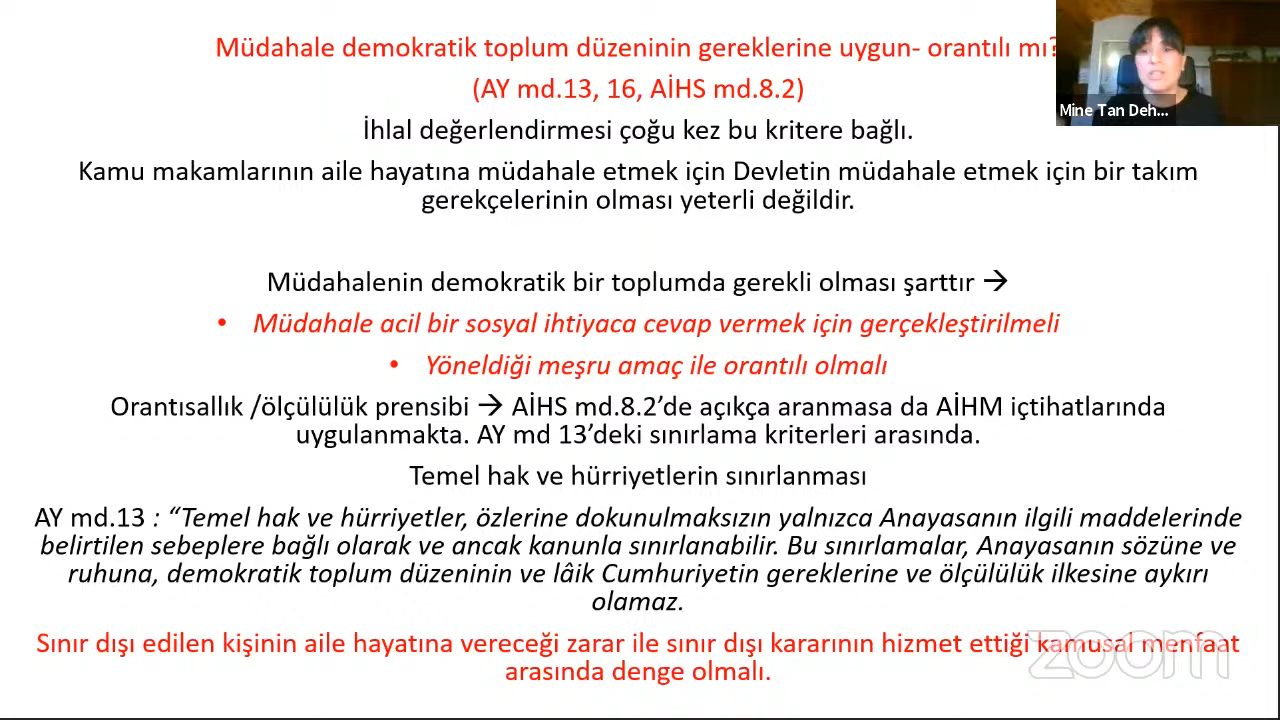 Müdahale demokratik toplum düzeninin gereklerine uygun- orantılı mı?
(AY md.13, 16, AİHS md.8.2)
İhlal değerlendirmesi çoğu kez bu kritere bağlı.
Kamu makamlarının aile hayatına müdahale etmek için Devletin müdahale etmek için bir takım
gerekçelerinin olması yeterli değildir.
Müdahalenin demokratik bir toplumda gerekli olması şarttır →
• Müdahale acil bir sosyal ihtiyaca cevap vermek için gerçekleştirilmeli
• Yöneldiği meşru amaç ile orantılı olmalı
Orantısallık /ölçülülük prensibi → AİHS md.8.2’de açıkça aranmasa da AİHM içtihatlarında
uygulanmakta. AY md 13’deki sınırlama kriterleri arasında.
Temel hak ve hürriyetlerin sınırlanması
AY md.13 : “Temel hak ve hürriyetler, özlerine dokunulmaksızın yalnızca Anayasanın ilgili maddelerinde
belirtilen sebeplere bağlı olarak ve ancak kanunla sınırlanabilir. Bu sınırlamalar, Anayasanın sözüne ve
ruhuna, demokratik toplum düzeninin ve lâik Cumhuriyetin gereklerine ve ölçülülük ilkesine aykırı
olamaz.
Sınır dışı edilen kişinin aile hayatına vereceği zarar ile sınır dışı kararının hizmet ettiği kamusal menfaat
arasında denge olmalı.
Mine Tan Deh...
zoom